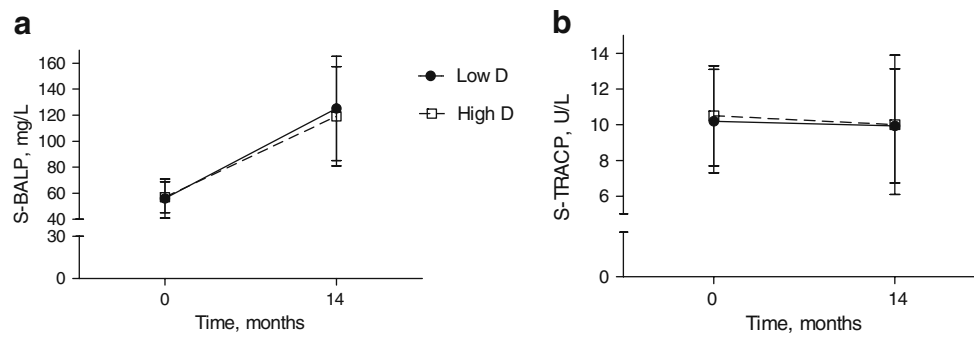 a
S-BALP, mg/L
160
140
120
100
80
60
40
30
0
0
14
Time, months
Low D
High D
b
S-TRACP, U/L
14
12
10
8
6
0
0
14
Time, months